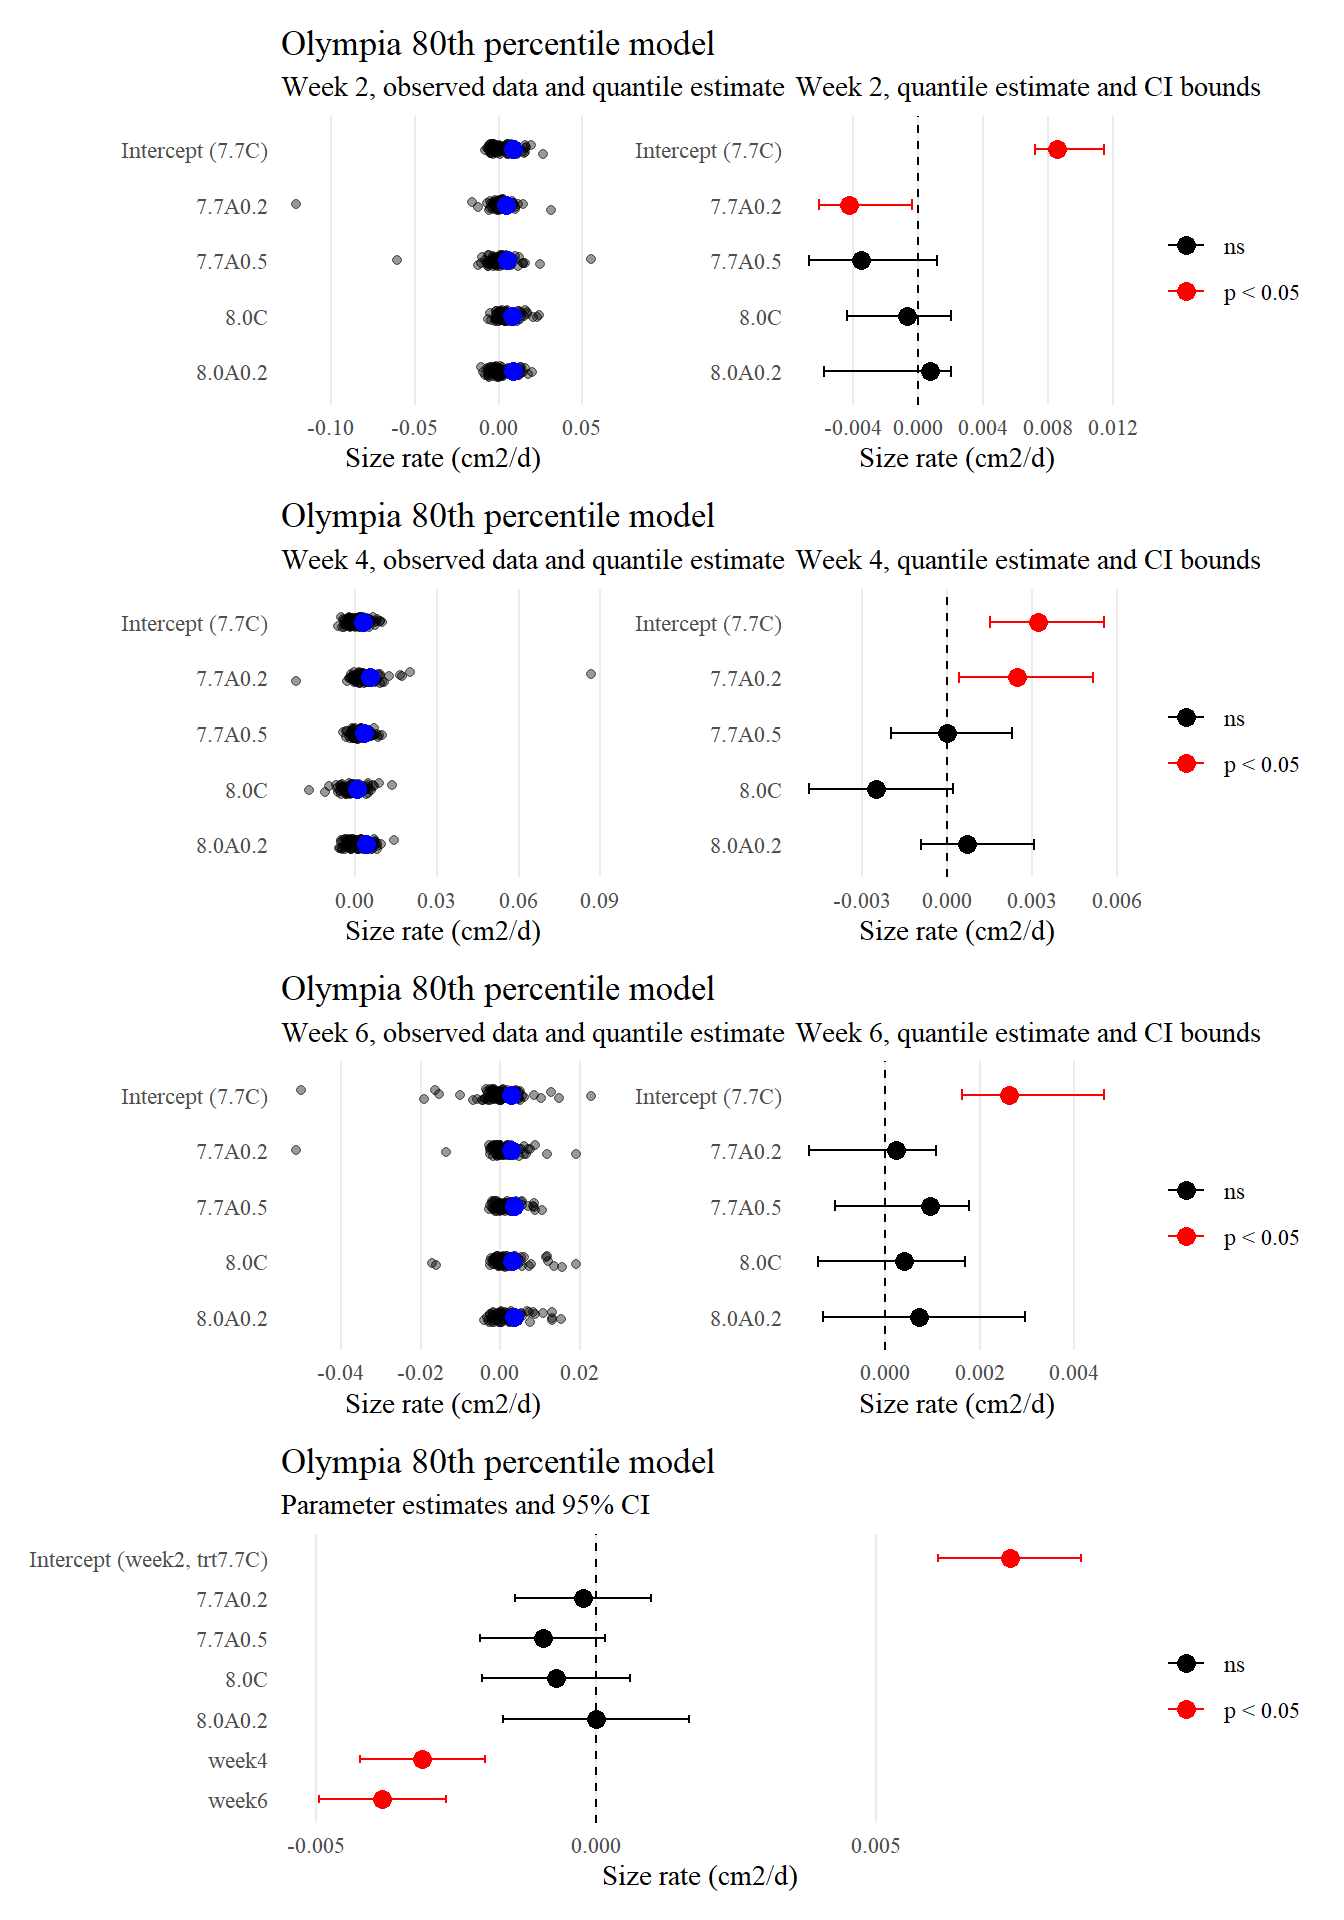 Olympia 80th percentile model
Week 2, observed data and quantile estimate
Week 2, quantile estimate and CI bounds
Intercept (7.7C)
7.7A0.2
7.7A0.5
8.0C
8.0A0.2
-0.10 -0.05 0.00 0.05
Size rate (cm2/d)
Intercept (7.7C)
7.7A0.2
7.7A0.5
8.0C
8.0A0.2
-0.004 0.000 0.004 0.008 0.012
Size rate (cm2/d)
ns
p < 0.05
Olympia 80th percentile model
Week 4, observed data and quantile estimate
Week 4, quantile estimate and CI bounds
Intercept (7.7C)
7.7A0.2
7.7A0.5
8.0C
8.0A0.2
0.00 0.03 0.06 0.09
Size rate (cm2/d)
Intercept (7.7C)
7.7A0.2
7.7A0.5
8.0C
8.0A0.2
-0.003 0.000 0.003 0.006
Size rate (cm2/d)
ns
p < 0.05
Olympia 80th percentile model
Week 6, observed data and quantile estimate
Week 6, quantile estimate and CI bounds
Intercept (7.7C)
7.7A0.2
7.7A0.5
8.0C
8.0A0.2
-0.04 -0.02 0.00 0.02
Size rate (cm2/d)
Intercept (7.7C)
7.7A0.2
7.7A0.5
8.0C
8.0A0.2
0.000 0.002 0.004
Size rate (cm2/d)
ns
p < 0.05
Olympia 80th percentile model
Parameter estimates and 95% CI
Intercept (week2, trt7.7C)
7.7A0.2
7.7A0.5
8.0C
8.0A0.2
week4
week6
-0.005 0.000 0.005
Size rate (cm2/d)
ns
p < 0.05